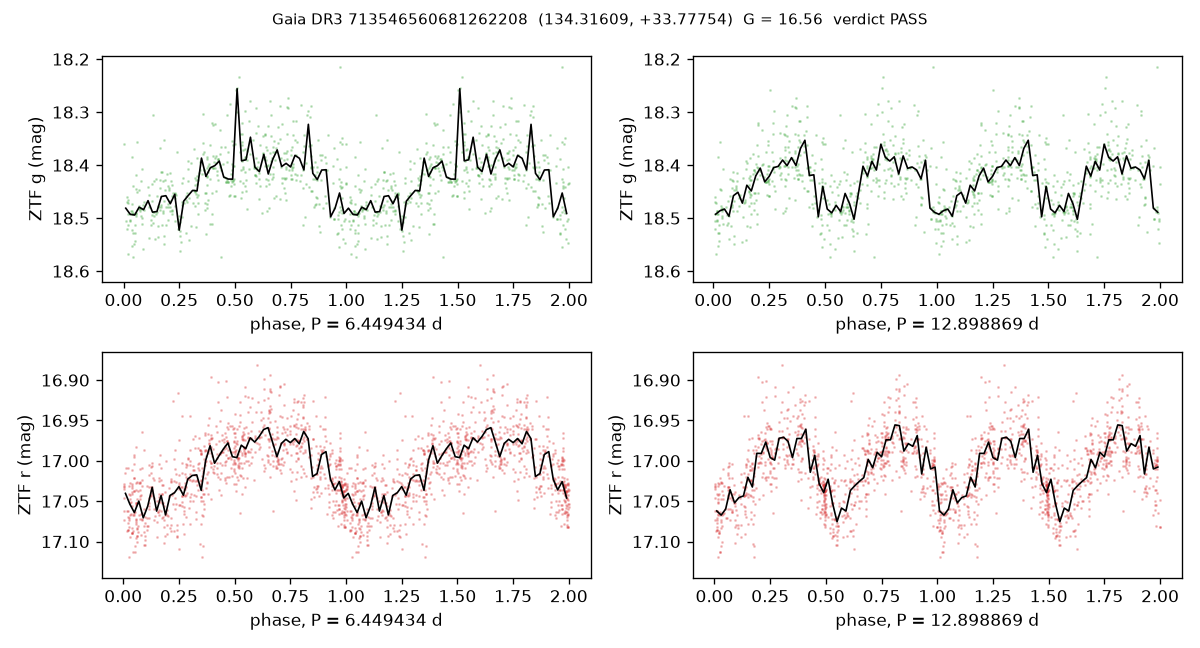 Gaia DR3 713546560681262208  (134.31609, +33.77754)  G = 16.56  verdict PASS
ZTF g (mag)
18.2
18.3
18.4
18.5
18.6
0.00 0.25 0.50 0.75 1.00 1.25 1.50 1.75 2.00
phase, P = 6.449434 d
ZTF g (mag)
18.2
18.3
18.4
18.5
18.6
0.00 0.25 0.50 0.75 1.00 1.25 1.50 1.75 2.00
phase, P = 12.898869 d
ZTF r (mag)
16.90
16.95
17.00
17.05
17.10
0.00 0.25 0.50 0.75 1.00 1.25 1.50 1.75 2.00
phase, P = 6.449434 d
ZTF r (mag)
16.90
16.95
17.00
17.05
17.10
0.00 0.25 0.50 0.75 1.00 1.25 1.50 1.75 2.00
phase, P = 12.898869 d